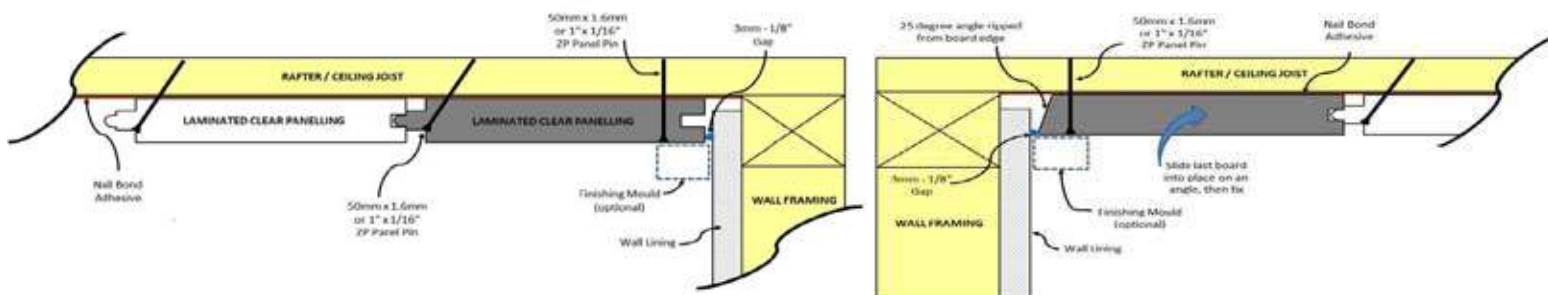 50mm x 1.6mm
or 1" x 1/16"
ZP Panel Pin
3mm - 1/8"
Gap
RAFTER / CEILING JOIST
LAMINATED CLEAR PANELLING
LAMINATED CLEAR PANELLING
Nail Bond
Adhesive
50mm x 1.6mm
or 1" x 1/16"
ZP Panel Pin
Finishing Mould
(optional)
WALL FRAMING
Wall Lining
25 degree angle ripped
from board edge
50mm x 1.6mm
or 1" x 1/16"
ZP Panel Pin
Nail Bond
Adhesive
RAFTER / CEILING JOIST
3mm - 1/8"
Gap
Slide last board
into place on an
angle, then fix
WALL FRAMING
Finishing Mould
(optional)
Wall Lining